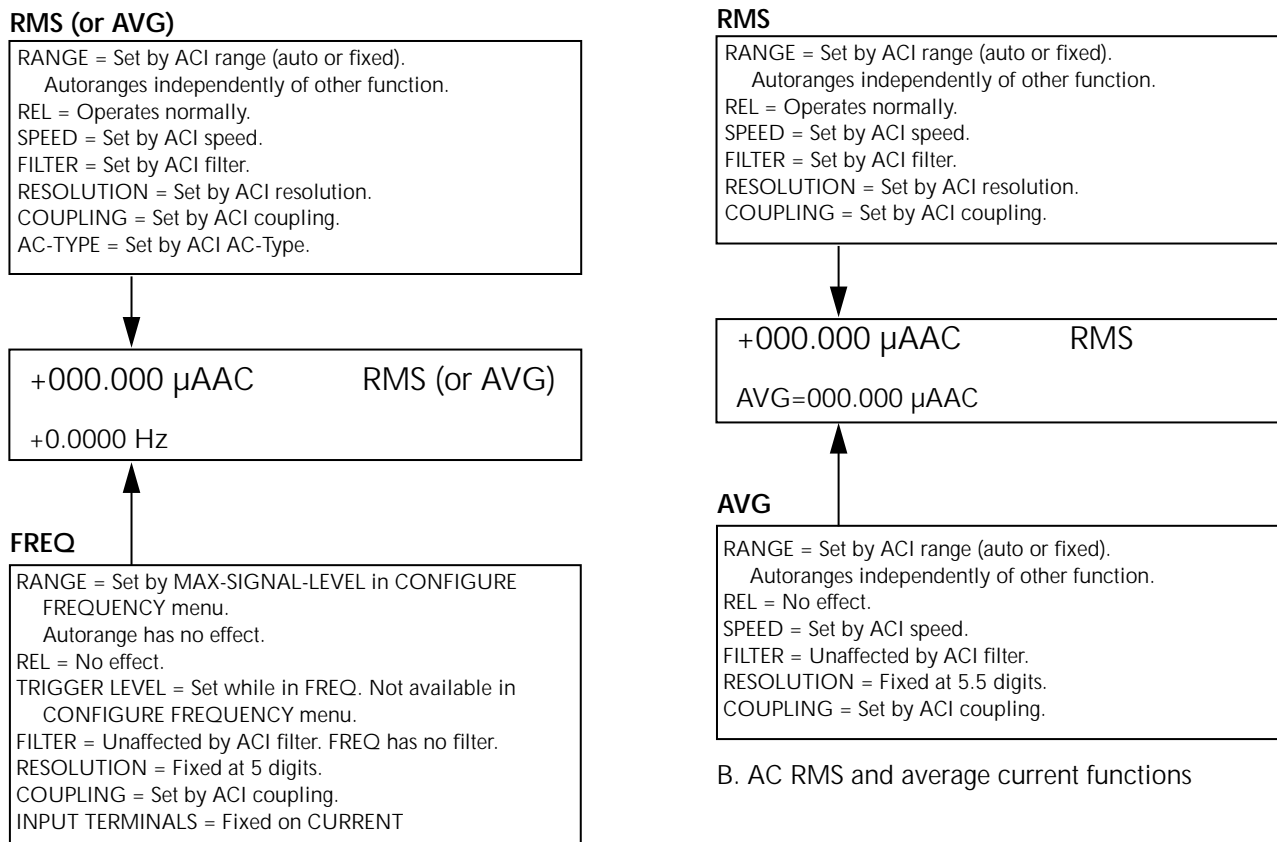 RMS (or AVG)
RANGE = Set by ACI range (auto or fixed).
Autoranges independently of other function.
REL = Operates normally.
SPEED = Set by ACI speed.
FILTER = Set by ACI filter.
RESOLUTION = Set by ACI resolution.
COUPLING = Set by ACI coupling.
AC-TYPE = Set by ACI AC-Type.
+000.000 µAAC RMS (or AVG)
+0.0000 Hz
FREQ
RANGE = Set by MAX-SIGNAL-LEVEL in CONFIGURE
FREQUENCY menu.
Autorange has no effect.
REL = No effect.
TRIGGER LEVEL = Set while in FREQ. Not available in
CONFIGURE FREQUENCY menu.
FILTER = Unaffected by ACI filter. FREQ has no filter.
RESOLUTION = Fixed at 5 digits.
COUPLING = Set by ACI coupling.
INPUT TERMINALS = Fixed on CURRENT
RMS
RANGE = Set by ACI range (auto or fixed).
Autoranges independently of other function.
REL = Operates normally.
SPEED = Set by ACI speed.
FILTER = Set by ACI filter.
RESOLUTION = Set by ACI resolution.
COUPLING = Set by ACI coupling.
+000.000 µAAC RMS
AVG=000.000 µAAC
AVG
RANGE = Set by ACI range (auto or fixed).
Autoranges independently of other function.
REL = No effect.
SPEED = Set by ACI speed.
FILTER = Unaffected by ACI filter.
RESOLUTION = Fixed at 5.5 digits.
COUPLING = Set by ACI coupling.
B. AC RMS and average current functions